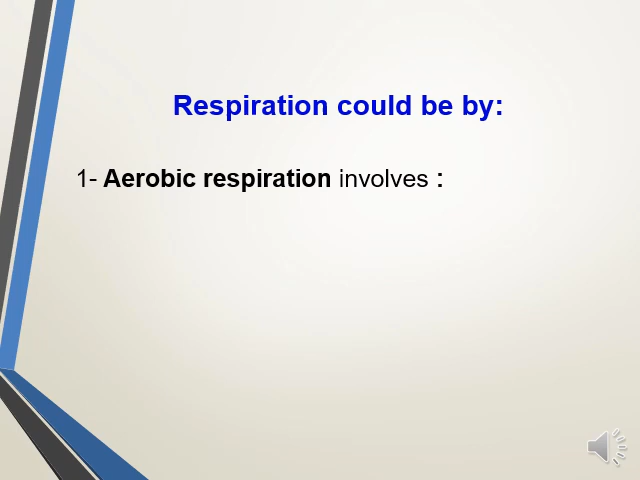 Respiration could be by:
1- Aerobic respiration involves :